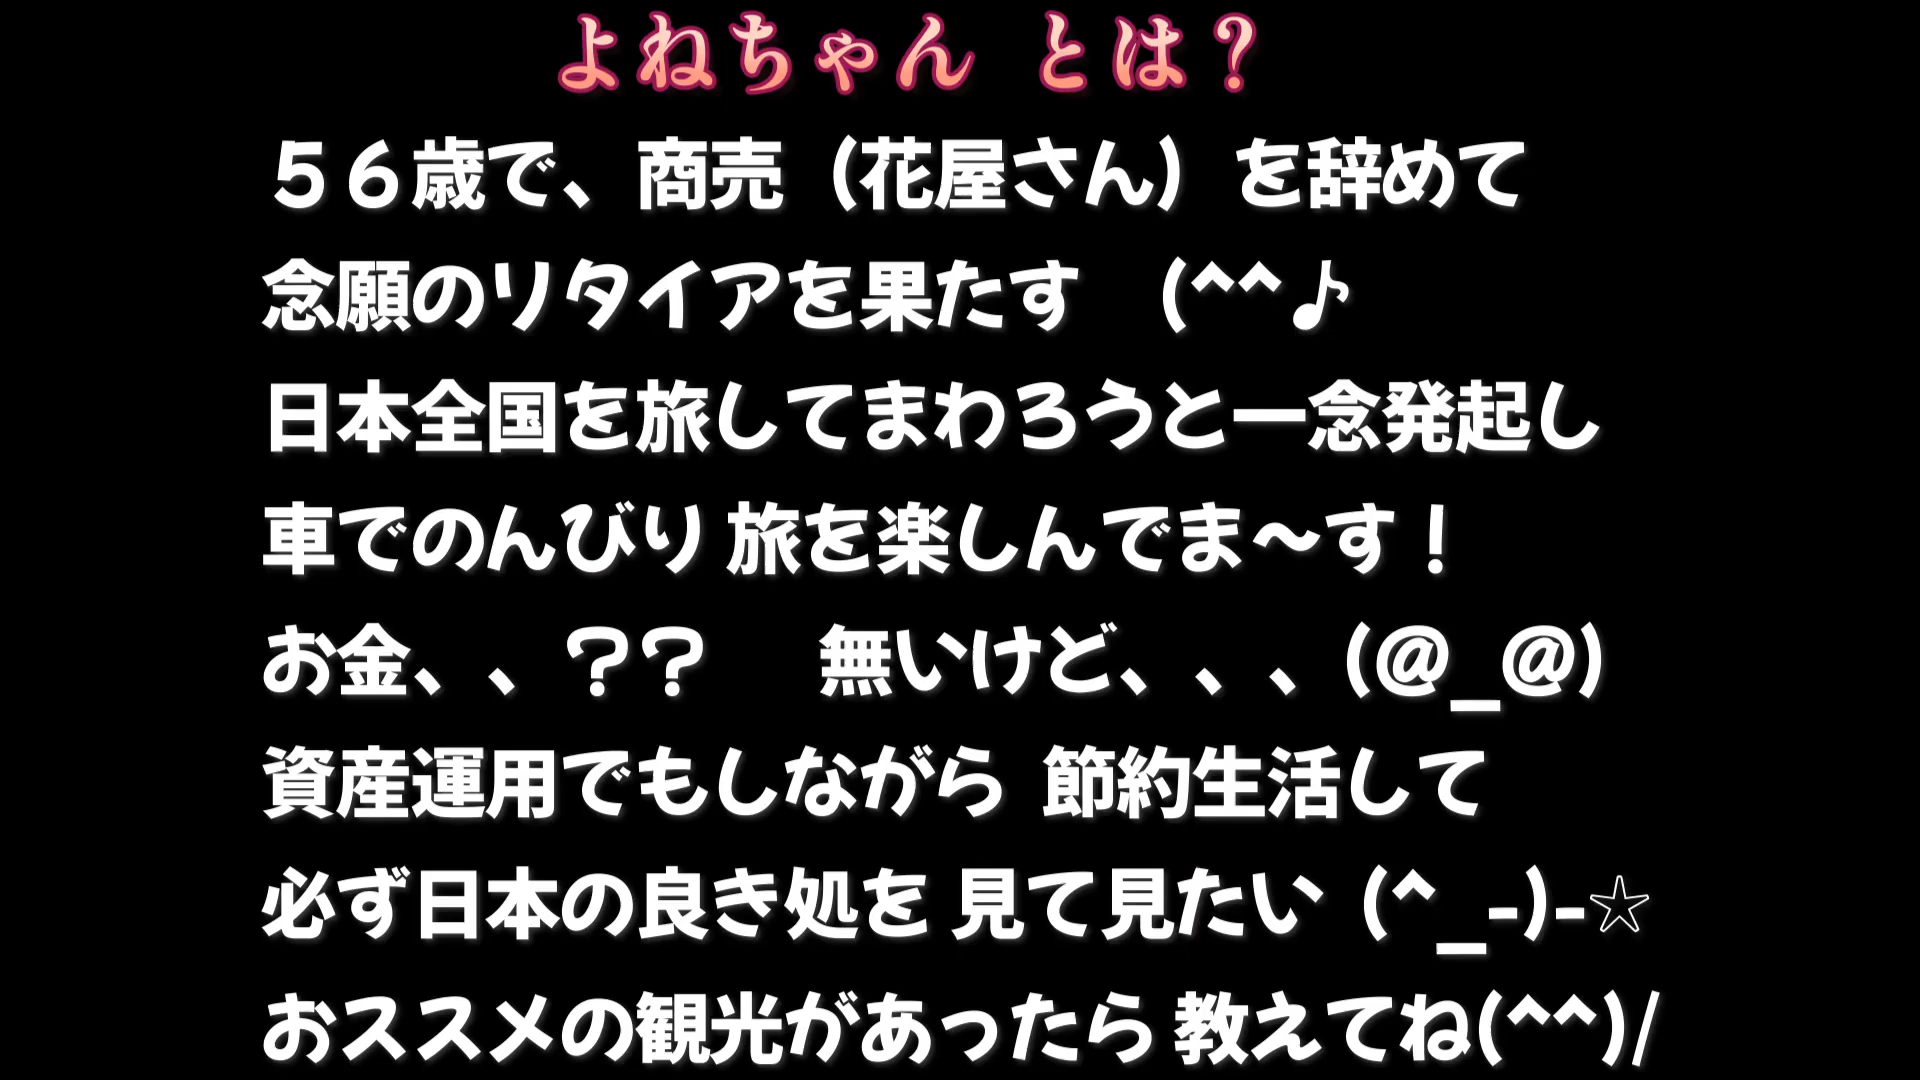 よねちゃん とは？
５６歳で、商売（花屋さん）を辞めて
念願のリタイアを果たす　(^^♪
日本全国を旅してまわろうと一念発起し
車でのんびり 旅を楽しんでま～す！
お金、、？？　無いけど、、、(@_@)
資産運用でもしながら 節約生活して
必ず日本の良き処を 見て見たい (^_-)-☆
おススメの観光があったら 教えてね(^^)/